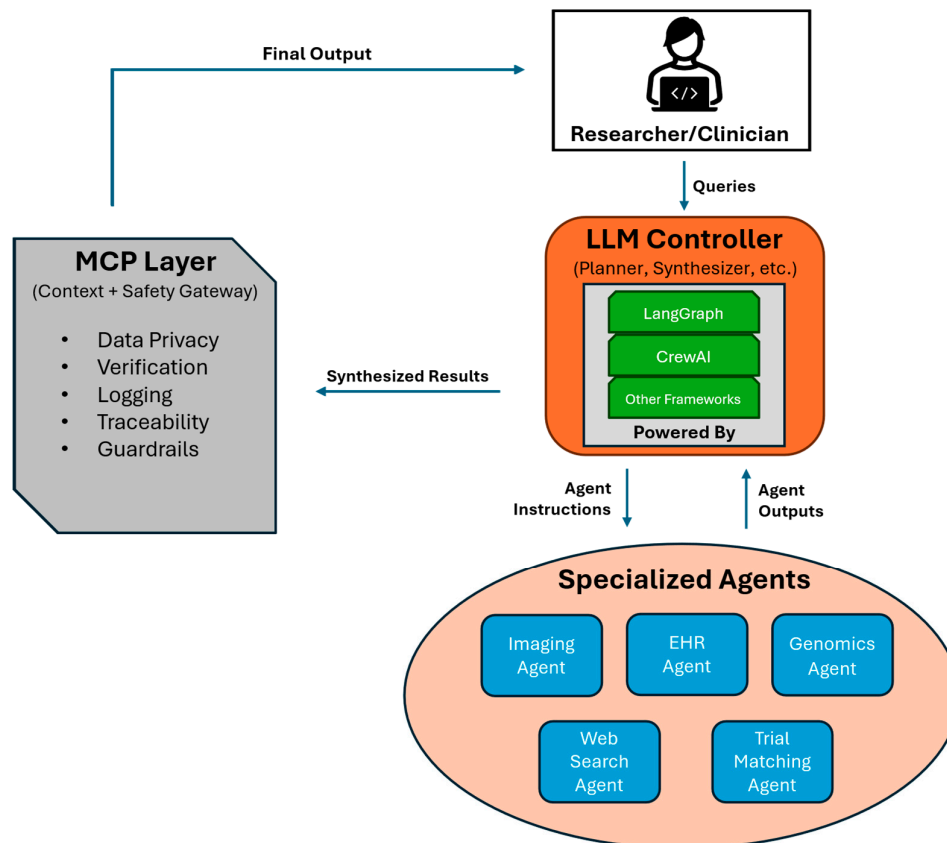 Final Output
</>
Researcher/Clinician
Queries
LLM Controller
(Planner, Synthesizer, etc.)
LangGraph
CrewAI
Other Frameworks
Powered By
MCP Layer
(Context + Safety Gateway)
• Data Privacy
• Verification
• Logging
• Traceability
• Guardrails
Synthesized Results
Agent
Instructions
Agent
Outputs
Specialized Agents
Imaging
Agent
EHR
Agent
Genomics
Agent
Web
Search
Agent
Trial
Matching
Agent